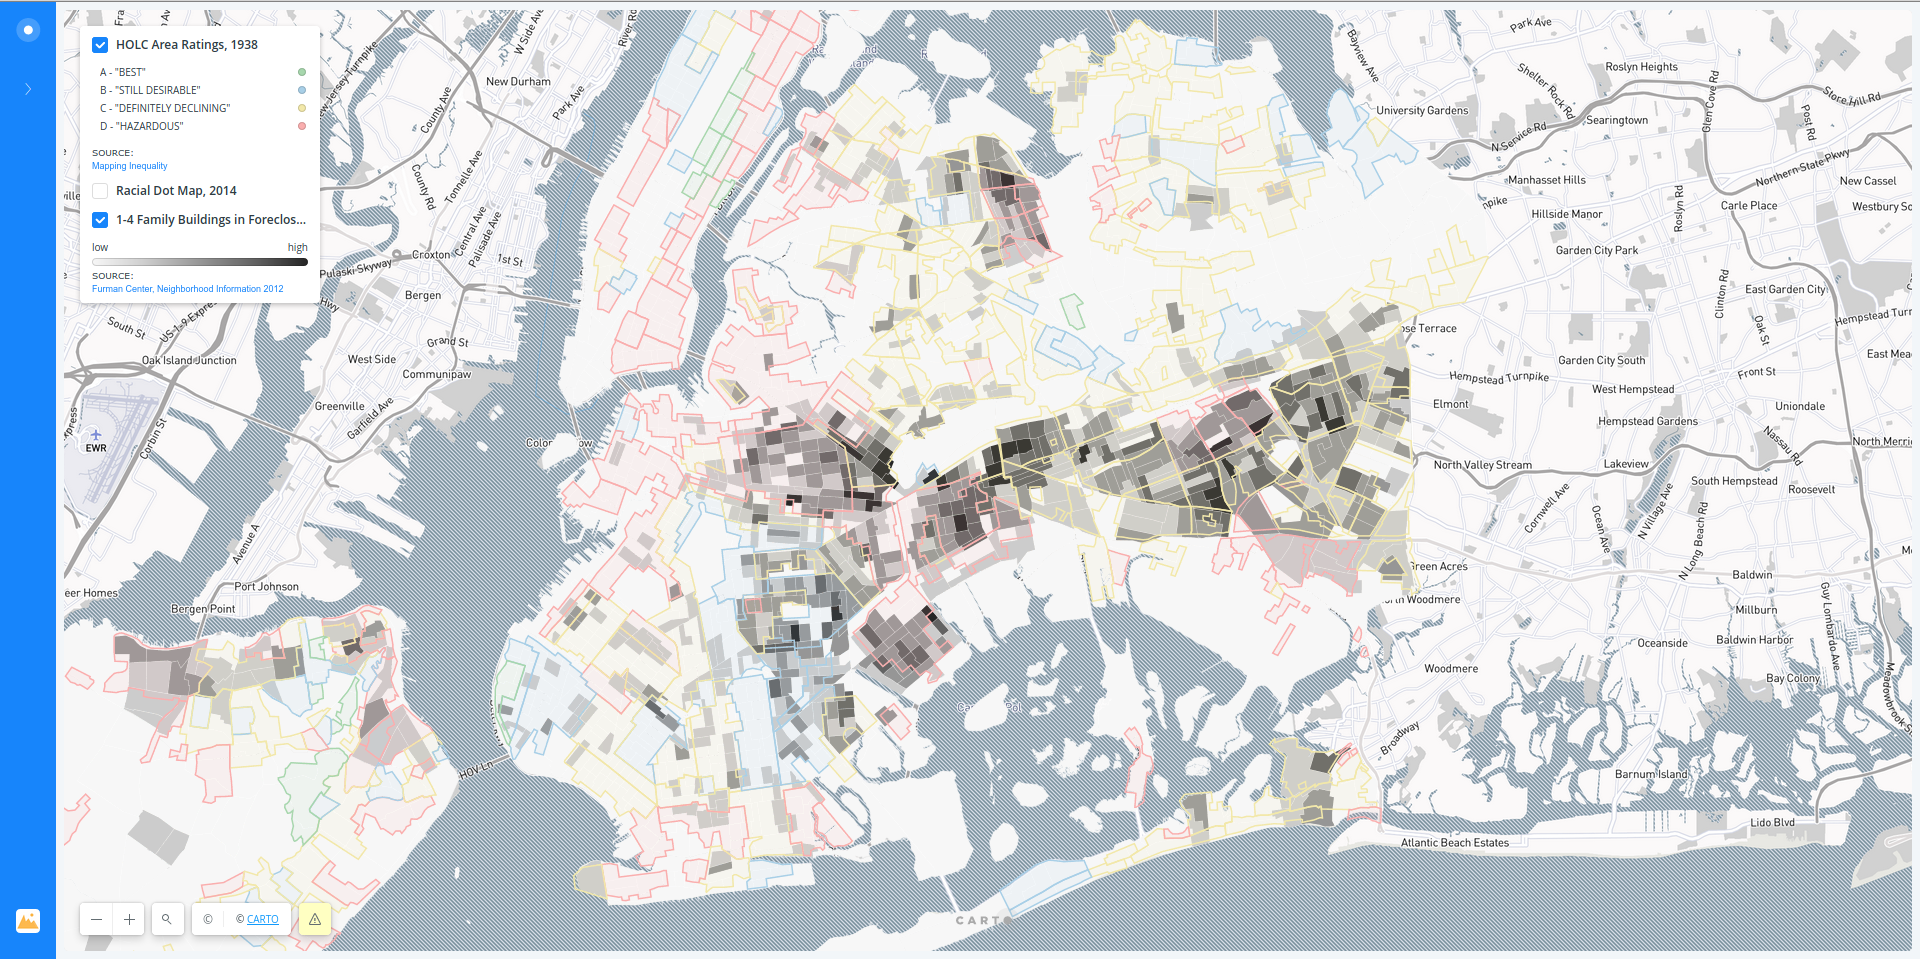 HOLC Area Ratings, 1938
A - "BEST"
B - "STILL DESIRABLE"
C - "DEFINITELY DECLINING"
D - "HAZARDOUS"
SOURCE:
Mapping Inequality
Racial Dot Map, 2014
1-4 Family Buildings in Foreclos...
low high
SOURCE:
Furman Center, Neighborhood Information 2012
W Side Ave
River Rd
New Durham
Park Ave
County Ave
County Rd
Tonnelle Ave
Central Ave
Palisade Ave
1st St
Croxton
Pulaski Skyway
Bergen
Hwy
South St
US-1-9 Expres
Oak Island Junction
Grand St
West Side
Communipaw
Greenville
Garfield Ave
Corbin St
EWR
Avenue A
Port Johnson
eer Homes
Bergen Point
HOV Ln
Bayview Ave
Park Ave
Roslyn Heights
Shelter Rock Rd
Glen Cove Rd
Store Hill Rd
University Gardens
Searingtown
Post Rd
N Service Rd
Northern State Pkwy
Manhasset Hills
New Cassel
npike
Hillside Manor
Roslyn Rd
Carle Place
Westbury So
Garden City Park
Clinton Rd
East Garden City
Oak St
Hempstead Turn
ose Terrace
Garden City South
East Mea
Hempstead Turnpike
West Hempstead
Front St
Elmont
Hempstead Gardens
Uniondale
Nassau Rd
North Merric
North Valley Stream
Lakeview
South Hempstead
Roosevelt
Cornwell Ave
Ocean Ave
N Village Ave
N Long Beach Rd
Green Acres
Baldwin
Woodmere
Millburn
Guy Lombardo Ave
Oceanside
Baldwin Harbor
Woodmere
Bay Colony
Meadowbrook S
Broadway
Barnum Island
Lido Blvd
Atlantic Beach Estates
© © CARTO
CART